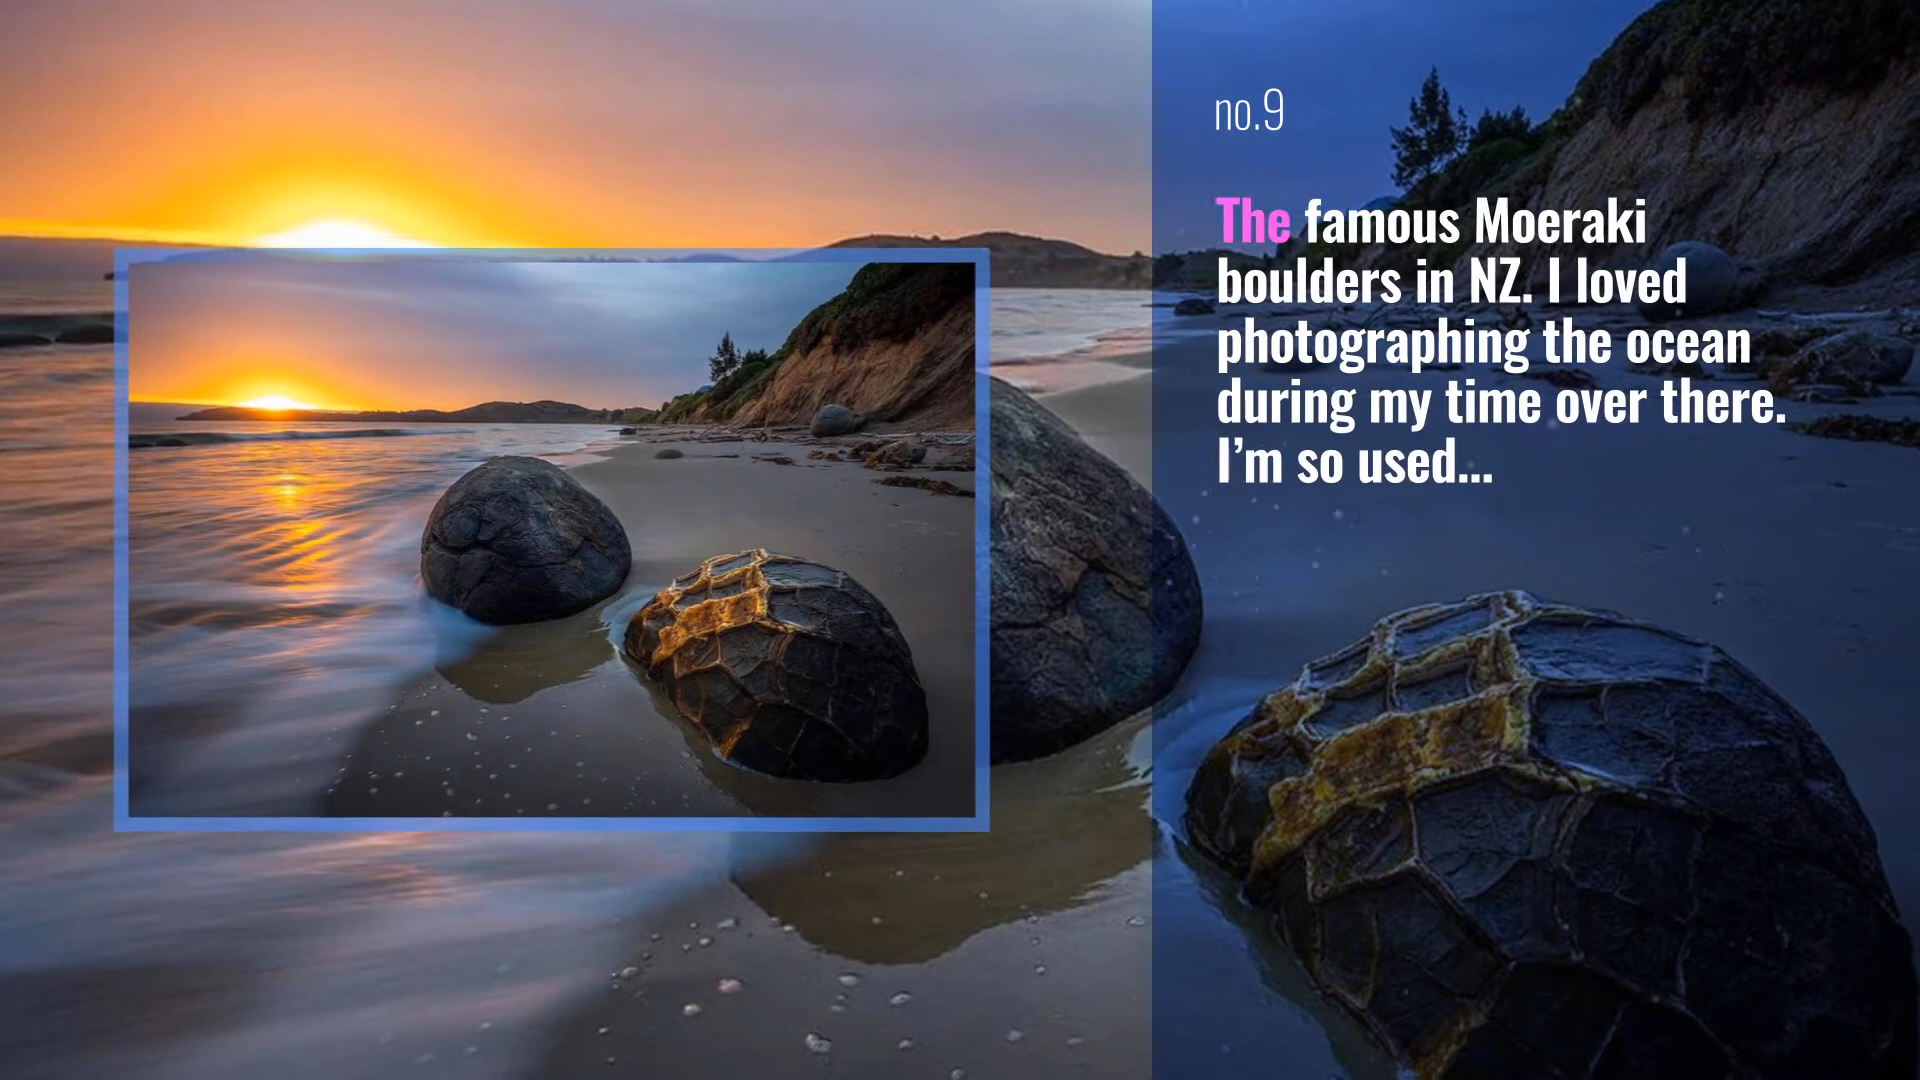 no.9
The famous Moeraki
boulders in NZ. I loved
photographing the ocean
during my time over there.
I’m so used...